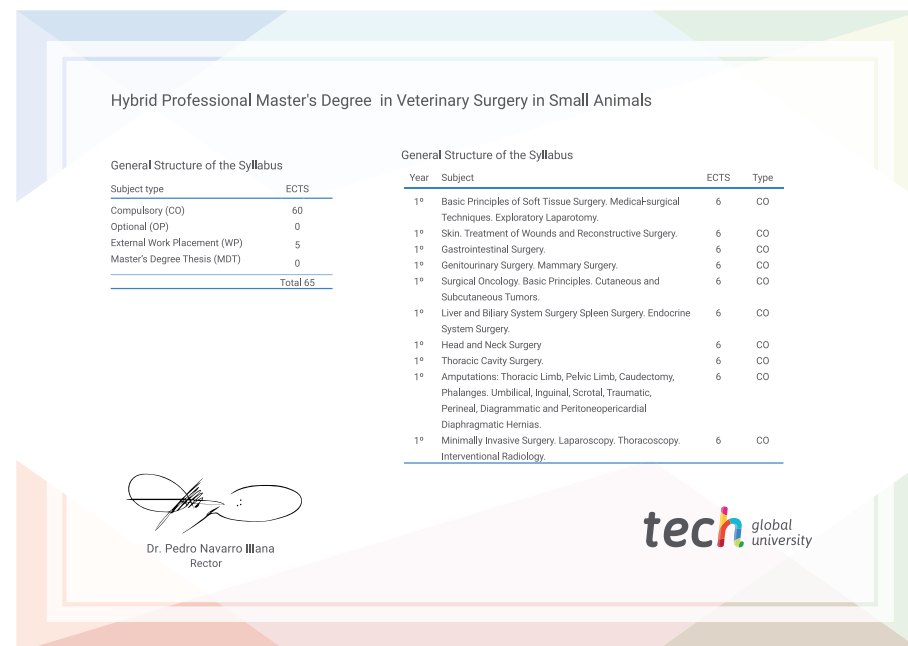 Hybrid Professional Master's Degree in Veterinary Surgery in Small Animals
General Structure of the Syllabus
Subject type ECTS
Compulsory (CO) 60
Optional (OP) 0
External Work Placement (WP) 5
Master's Degree Thesis (MDT) 0
Total 65
General Structure of the Syllabus
Year Subject ECTS Type
1º Basic Principles of Soft Tissue Surgery. Medical-surgical 6 CO
Techniques. Exploratory Laparotomy.
1º Skin. Treatment of Wounds and Reconstructive Surgery. 6 CO
1º Gastrointestinal Surgery. 6 CO
1º Genitourinary Surgery. Mammary Surgery. 6 CO
1º Surgical Oncology. Basic Principles. Cutaneous and 6 CO
Subcutaneous Tumors.
1º Liver and Biliary System Surgery Spleen Surgery. Endocrine 6 CO
System Surgery.
1º Head and Neck Surgery 6 CO
1º Thoracic Cavity Surgery. 6 CO
1º Amputations: Thoracic Limb, Pelvic Limb, Caudectomy, 6 CO
Phalanges. Umbilical, Inguinal, Scrotal, Traumatic,
Perineal, Diagrammatic and Peritoneopericardial
Diaphragmatic Hernias.
1º Minimally Invasive Surgery. Laparoscopy. Thoracoscopy. 6 CO
Interventional Radiology.
Dr. Pedro Navarro Illana
Rector
tech global
university